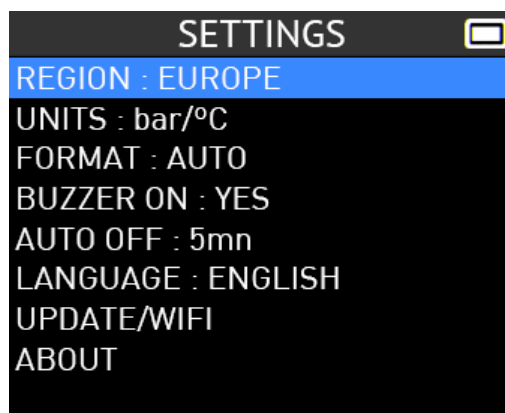 SETTINGS
REGION : EUROPE
UNITS : bar/ºC
FORMAT : AUTO
BUZZER ON : YES
AUTO OFF : 5mn
LANGUAGE : ENGLISH
UPDATE/WIFI
ABOUT